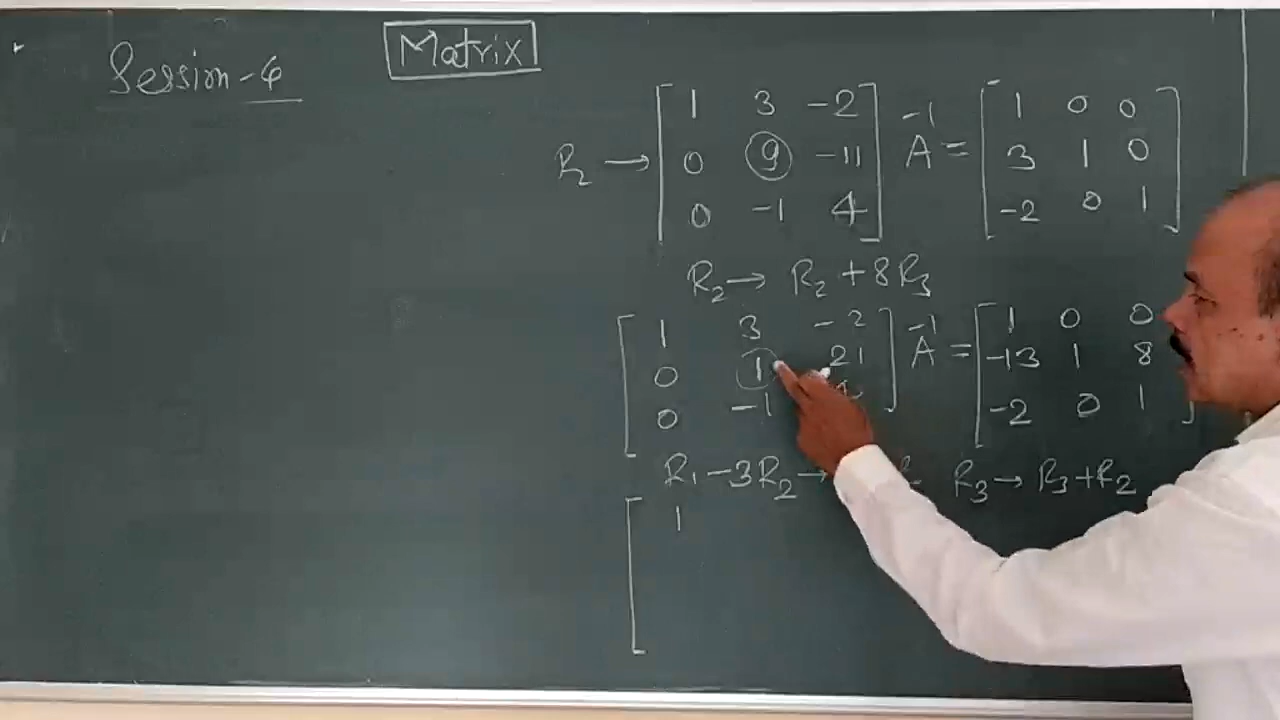 Session-4
Matrix
1 3 -2 -1 1 0 0
R2 → 0 9 -11 A = 3 1 0
0 -1 4 -2 0 1
R2 → R2 + 8R3
1 3 -2 -1 1 0 0
0 1 21 A = -13 1 8
0 -1 -2 0 1
R1 - 3R2 → R3 → R3 + R2
1